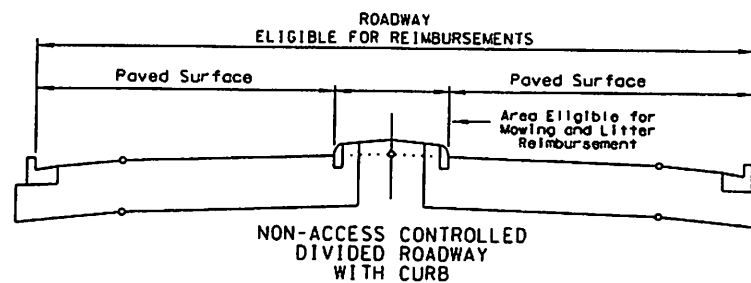 ROADWAY
ELIGIBLE FOR REIMBURSEMENTS
Paved Surface
Paved Surface
Area Eligible for
Mowing and Litter
Reimbursement
NON-ACCESS CONTROLLED
DIVIDED ROADWAY
WITH CURB